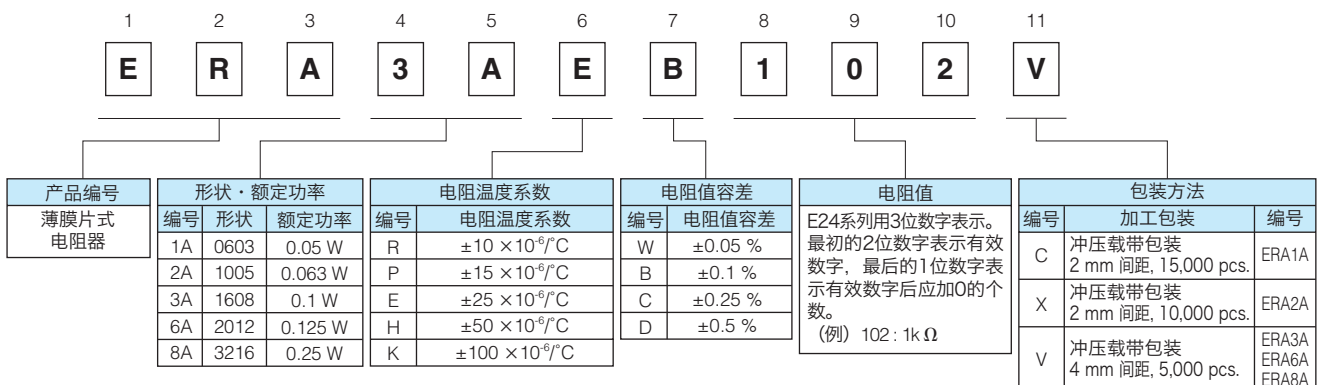 1 2 3 4 5 6 7 8 9 10 11
E R A 3 A E B 1 0 2 V
产品编号
薄膜片式
电阻器
形状・额定功率
编号 形状 额定功率
1A 0603 0.05 W
2A 1005 0.063 W
3A 1608 0.1 W
6A 2012 0.125 W
8A 3216 0.25 W
电阻温度系数
编号 电阻温度系数
R ±10 ×10⁻⁶/°C
P ±15 ×10⁻⁶/°C
E ±25 ×10⁻⁶/°C
H ±50 ×10⁻⁶/°C
K ±100 ×10⁻⁶/°C
电阻值容差
编号 电阻值容差
W ±0.05 %
B ±0.1 %
C ±0.25 %
D ±0.5 %
电阻值
E24系列用3位数字表示。
最初的2位数字表示有效
数字，最后的1位数字表
示有效数字后应加0的个
数。
（例）102 : 1k Ω
包装方法
编号 加工包装 编号
C 冲压载带包装 ERA1A
2 mm 间距, 15,000 pcs.
X 冲压载带包装 ERA2A
2 mm 间距, 10,000 pcs.
V 冲压载带包装 ERA3A
4 mm 间距, 5,000 pcs. ERA6A
ERA8A